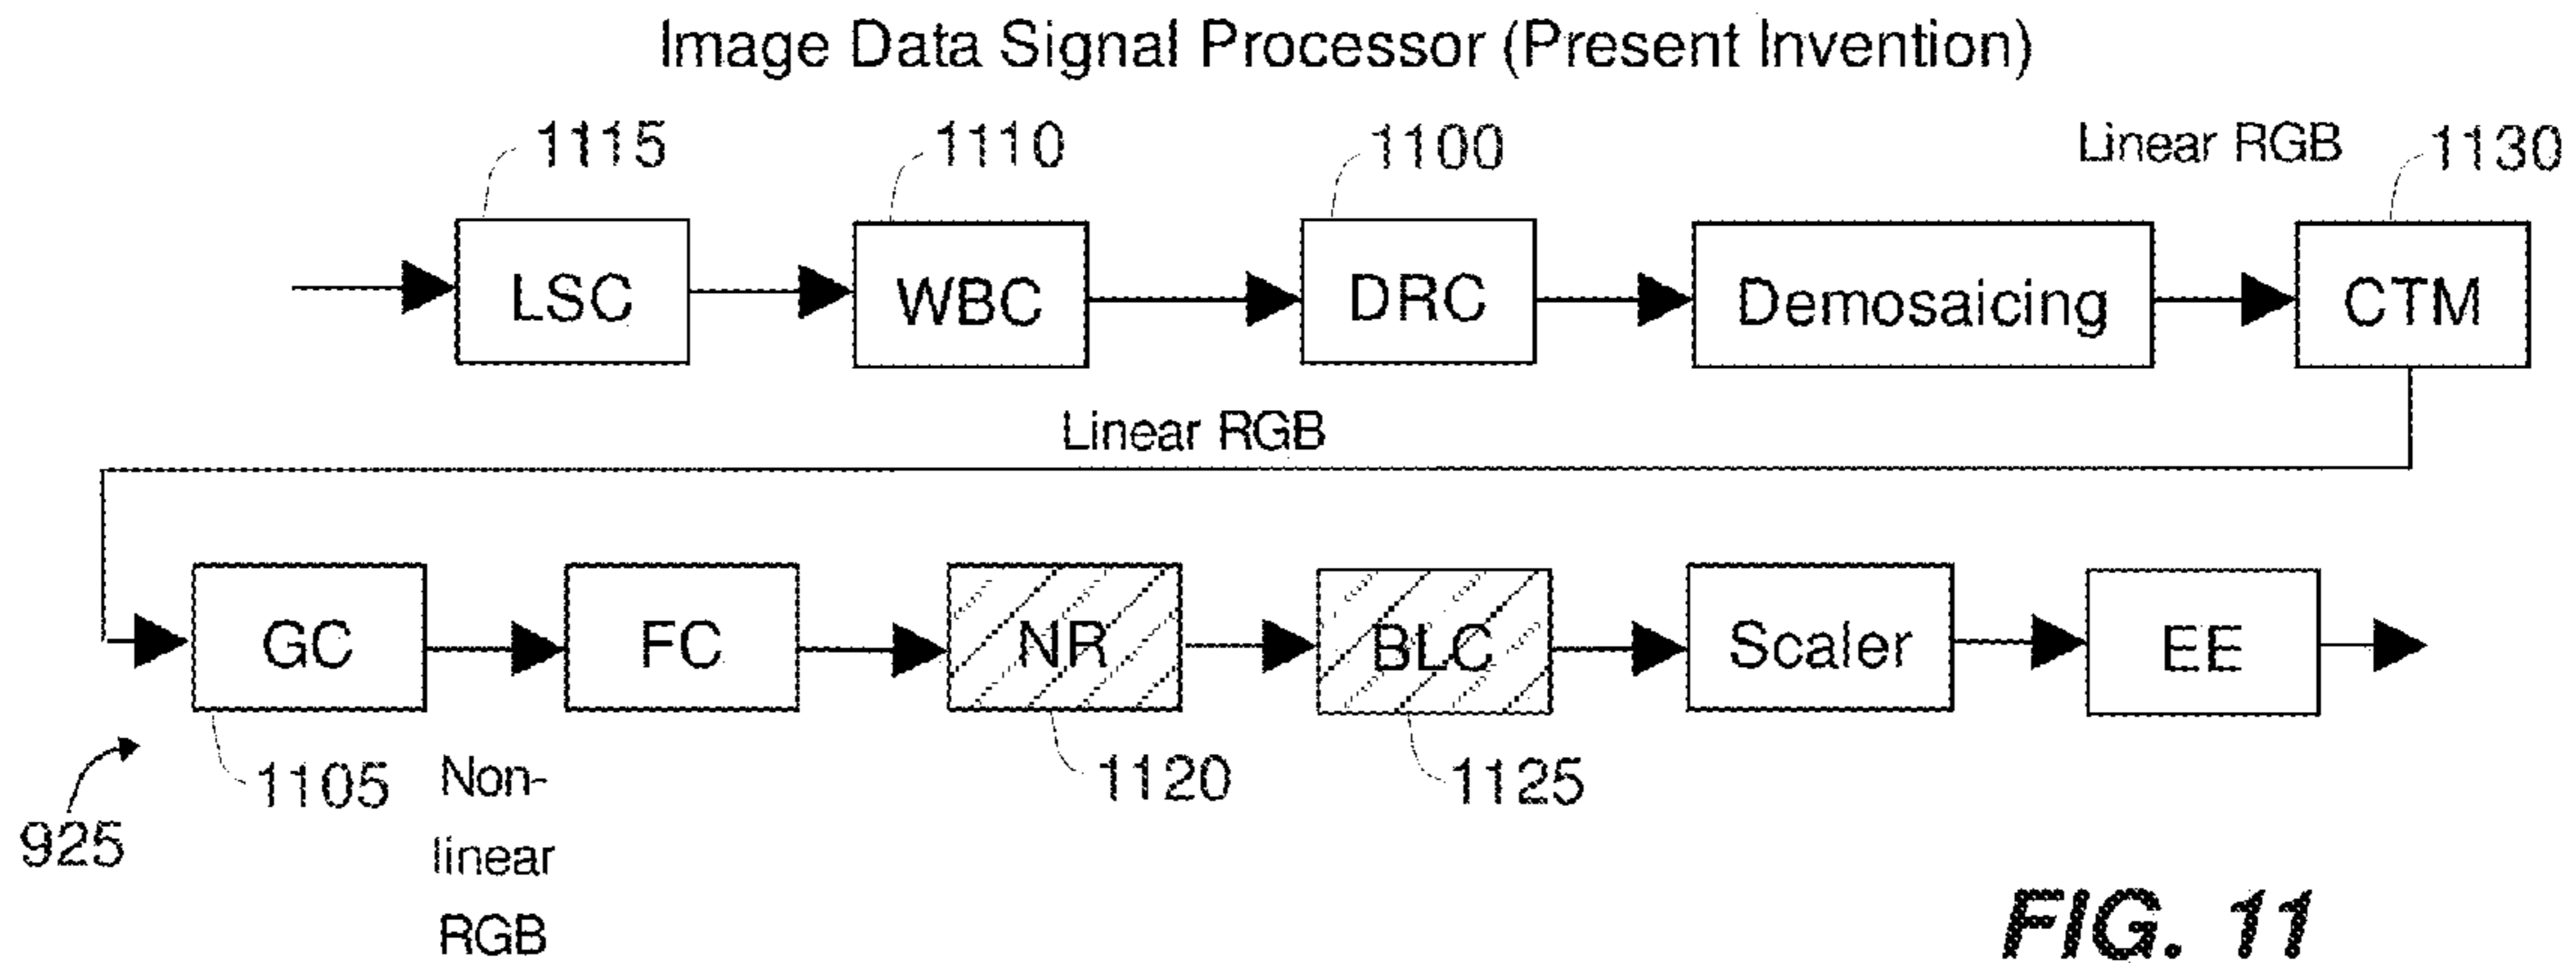 Image Data Signal Processor (Present Invention)
1115
1110
1100
Linear RGB
1130
LSC
WBC
DRC
Demosaicing
CTM
Linear RGB
GC
FC
NR
BLC
Scaler
EE
925
1105
Non-
linear
RGB
1120
1125
FIG. 11